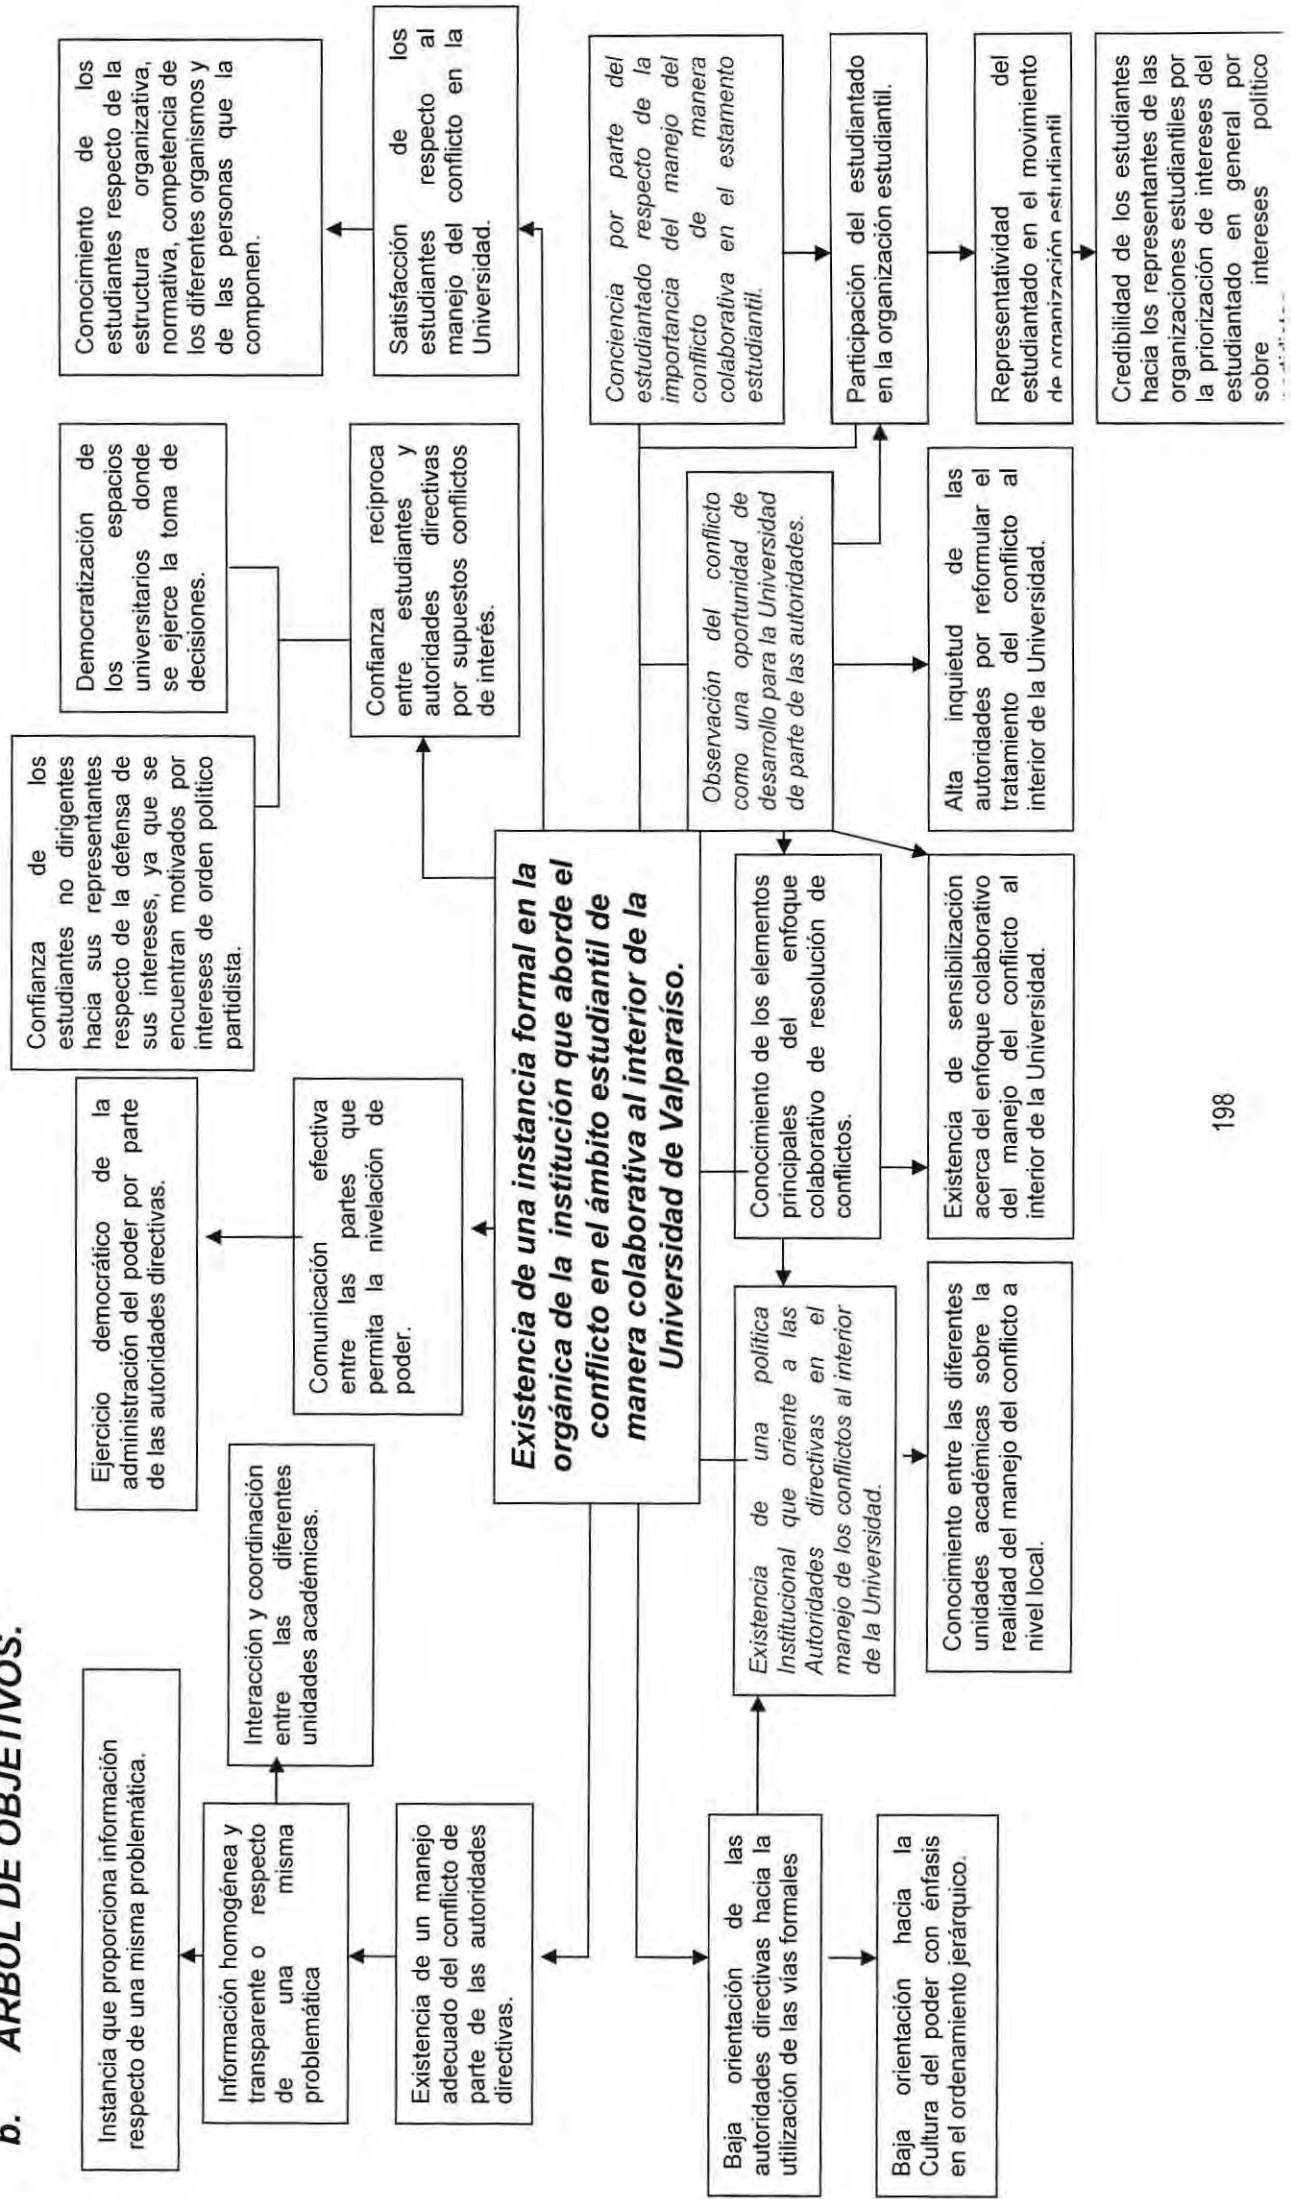 b. ÁRBOL DE OBJETIVOS.
Instancia que proporciona información
respecto de una misma problemática.
Información homogénea y
transparente o respecto
de una misma
problemática
Interacción y coordinación
entre las diferentes
unidades académicas.
Existencia de un manejo
adecuado del conflicto de
parte de las autoridades
directivas.
Baja orientación de las
autoridades directivas hacia la
utilización de las vías formales
Baja orientación hacia la
Cultura del poder con énfasis
en el ordenamiento jerárquico.
Ejercicio democrático de la
administración del poder por parte
de las autoridades directivas.
Comunicación efectiva
entre las partes que
permita la nivelación de
poder.
Confianza de los
estudiantes no dirigentes
hacia sus representantes
respecto de la defensa de
sus intereses, ya que se
encuentran motivados por
intereses de orden político
partidista.
Democratización de
los espacios
universitarios donde
se ejerce la toma de
decisiones.
Confianza reciproca
entre estudiantes y
autoridades directivas
por supuestos conflictos
de interés.
Conocimiento de los
estudiantes respecto de la
estructura organizativa,
normativa, competencia de
los diferentes organismos y
de las personas que la
componen.
Satisfacción de los
estudiantes respecto al
manejo del conflicto en la
Universidad.
Existencia de una instancia formal en la
orgánica de la institución que aborde el
conflicto en el ámbito estudiantil de
manera colaborativa al interior de la
Universidad de Valparaíso.
Existencia de una política
Institucional que oriente a las
Autoridades directivas en el
manejo de los conflictos al interior
de la Universidad.
Conocimiento entre las diferentes
unidades académicas sobre la
realidad del manejo del conflicto a
nivel local.
Conocimiento de los elementos
principales del enfoque
colaborativo de resolución de
conflictos.
Existencia de sensibilización
acerca del enfoque colaborativo
del manejo del conflicto al
interior de la Universidad.
Observación del conflicto
como una oportunidad de
desarrollo para la Universidad
de parte de las autoridades.
Alta inquietud de las
autoridades por reformular el
tratamiento del conflicto al
interior de la Universidad.
Conciencia por parte del
estudiantado respecto de la
importancia del manejo del
conflicto de manera
colaborativa en el estamento
estudiantil.
Participación del estudiantado
en la organización estudiantil.
Representatividad del
estudiantado en el movimiento
de organización estudiantil
Credibilidad de los estudiantes
hacia los representantes de las
organizaciones estudiantiles por
la priorización de intereses del
estudiantado en general por
sobre intereses político
198